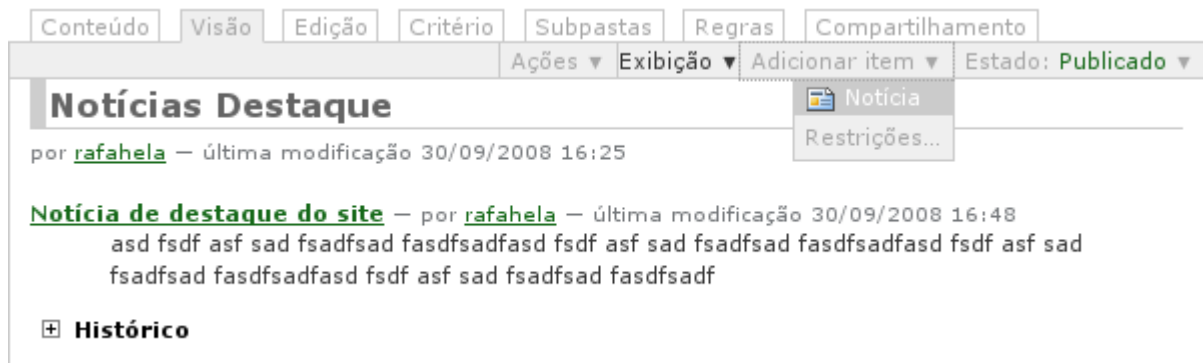 Conteúdo Visão Edição Critério Subpastas Regras Compartilhamento
Ações ▼ Exibição ▼ Adicionar item ▼ Estado: Publicado ▼
Notícia
Restrições...
Notícias Destaque
por rafahela — última modificação 30/09/2008 16:25
Notícia de destaque do site — por rafahela — última modificação 30/09/2008 16:48
asd fsdf asf sad fsadfsad fasdfsadfasd fsdf asf sad fsadfsad fasdfsadfasd fsdf asf sad
fsadfsad fasdfsadfasd fsdf asf sad fsadfsad fasdfsadf
Histórico